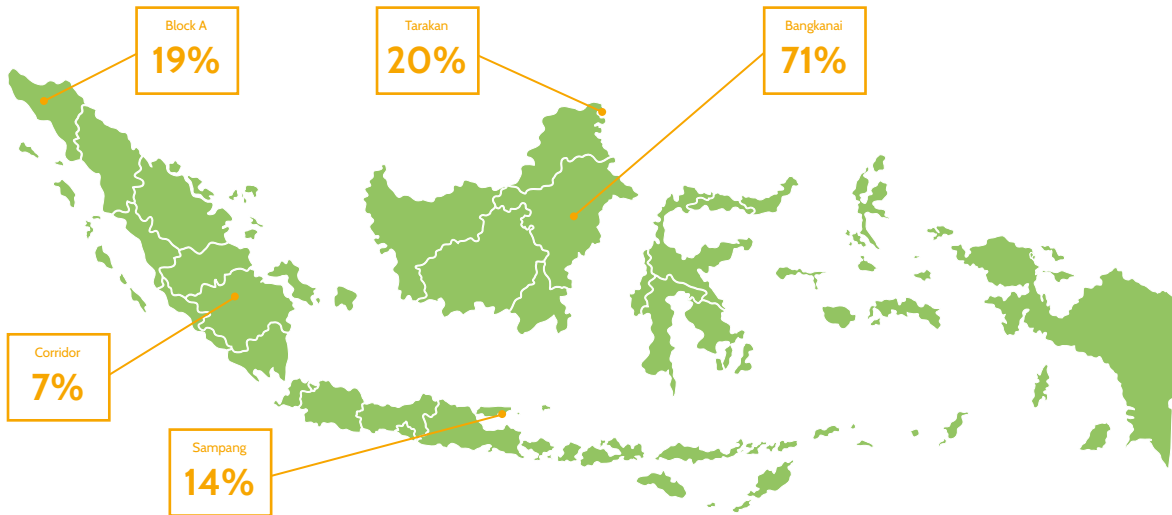 Block A
19%
Tarakan
20%
Bangkanai
71%
Corridor
7%
Sampang
14%